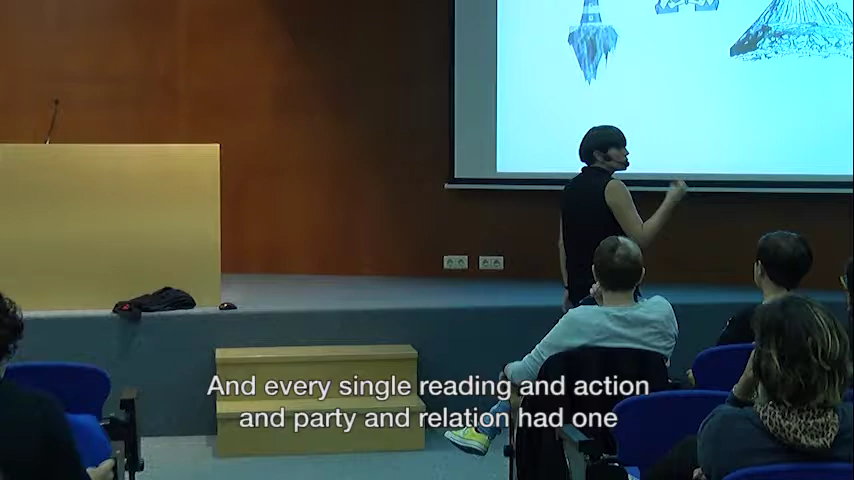 And every single reading and action
and party and relation had one